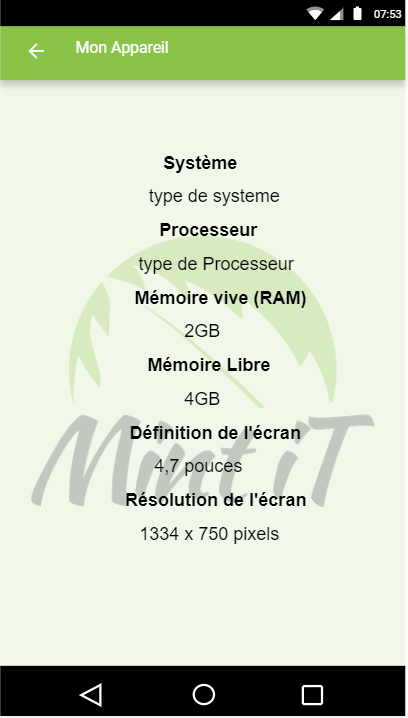 07:53
Mon Appareil
Système
type de systeme
Processeur
type de Processeur
Mémoire vive (RAM)
2GB
Mémoire Libre
4GB
Définition de l'écran
4,7 pouces
Mint iT
Résolution de l'écran
1334 x 750 pixels